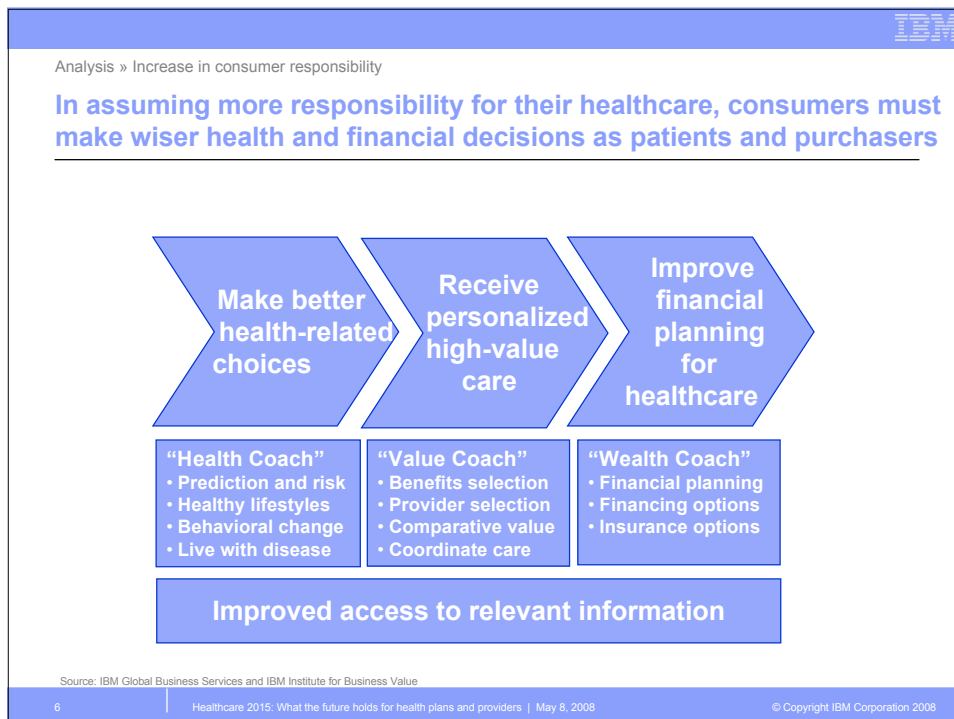 IBM
Analysis » Increase in consumer responsibility
In assuming more responsibility for their healthcare, consumers must
make wiser health and financial decisions as patients and purchasers
Make better
health-related
choices
Receive
personalized
high-value
care
Improve
financial
planning
for
healthcare
“Health Coach”
• Prediction and risk
• Healthy lifestyles
• Behavioral change
• Live with disease
“Value Coach”
• Benefits selection
• Provider selection
• Comparative value
• Coordinate care
“Wealth Coach”
• Financial planning
• Financing options
• Insurance options
Improved access to relevant information
Source: IBM Global Business Services and IBM Institute for Business Value
6 Healthcare 2015: What the future holds for health plans and providers | May 8, 2008 © Copyright IBM Corporation 2008